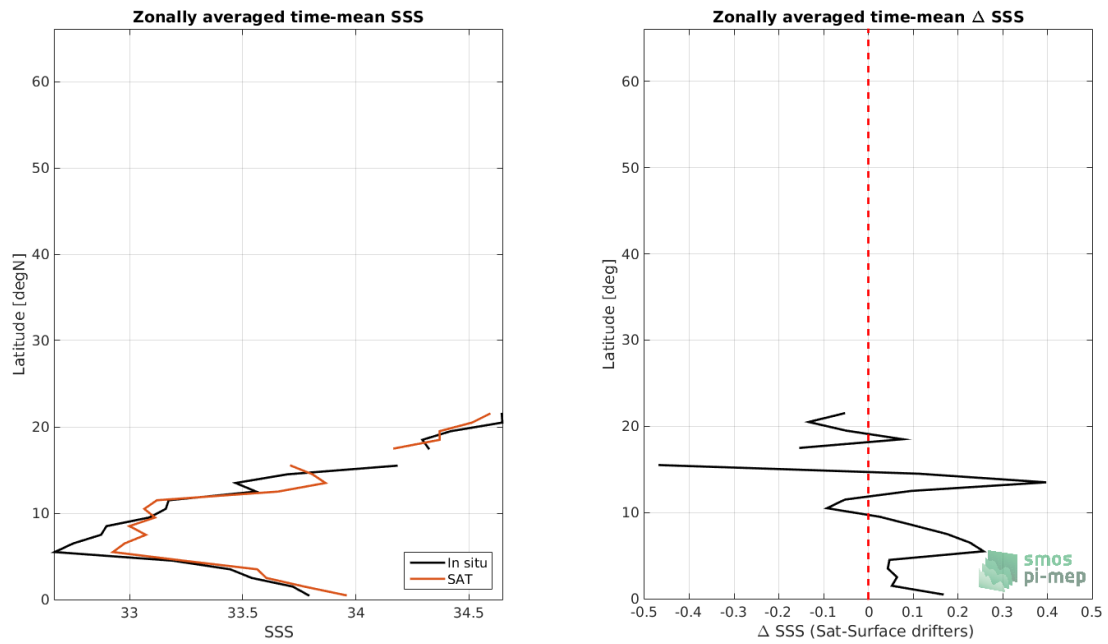 Zonally averaged time-mean SSS
60
50
40
30
20
10
0
Latitude [degN]
33
33.5
34
34.5
SSS
In situ
SAT
Zonally averaged time-mean Δ SSS
60
50
40
30
20
10
0
Latitude [deg]
-0.5
-0.4
-0.3
-0.2
-0.1
0
0.1
0.2
0.3
0.4
0.5
Δ SSS (Sat-Surface drifters)
smos
pi-mep